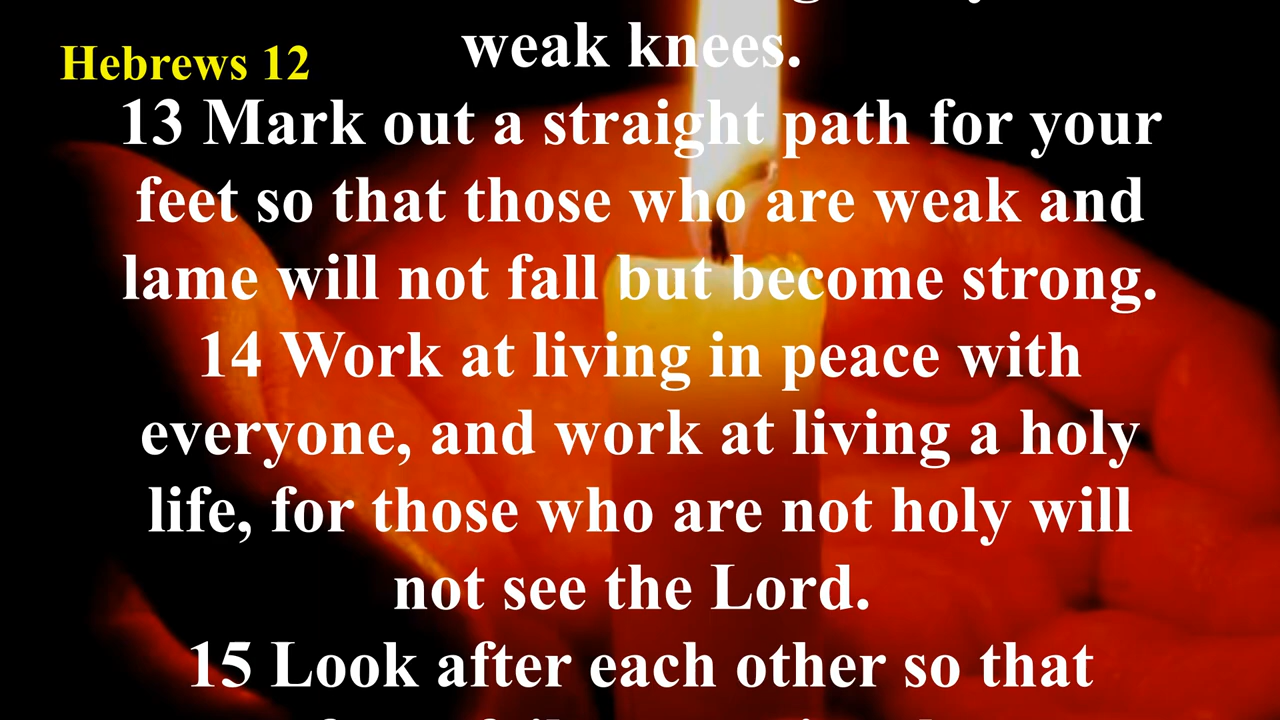 Hebrews 12
weak knees.
13 Mark out a straight path for your
feet so that those who are weak and
lame will not fall but become strong.
14 Work at living in peace with
everyone, and work at living a holy
life, for those who are not holy will
not see the Lord.
15 Look after each other so that